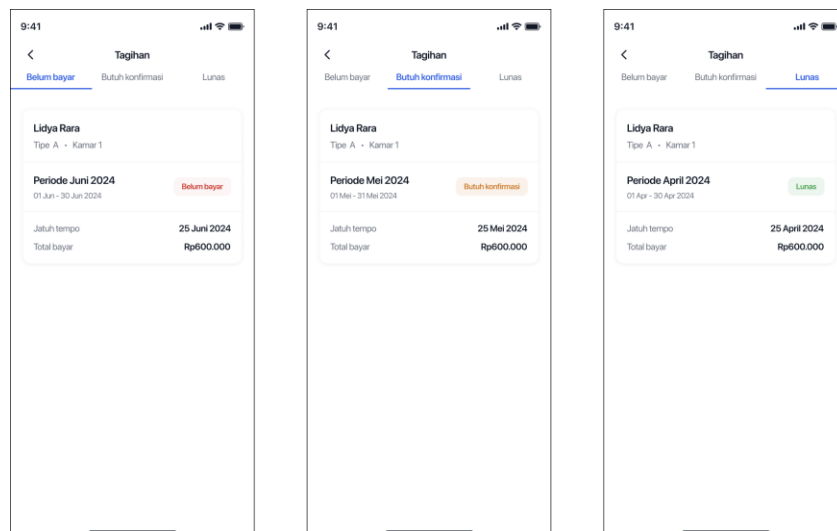 9:41
Tagihan
Belum bayar Butuh konfirmasi Lunas
Lidya Rara
Tipe A • Kamar 1
Periode Juni 2024
01 Jun - 30 Jun 2024
Belum bayar
Jatuh tempo 25 Juni 2024
Total bayar Rp600.000
9:41
Tagihan
Belum bayar Butuh konfirmasi Lunas
Lidya Rara
Tipe A • Kamar 1
Periode Mei 2024
01 Mei - 31 Mei 2024
Butuh konfirmasi
Jatuh tempo 25 Mei 2024
Total bayar Rp600.000
9:41
Tagihan
Belum bayar Butuh konfirmasi Lunas
Lidya Rara
Tipe A • Kamar 1
Periode April 2024
01 Apr - 30 Apr 2024
Lunas
Jatuh tempo 25 April 2024
Total bayar Rp600.000